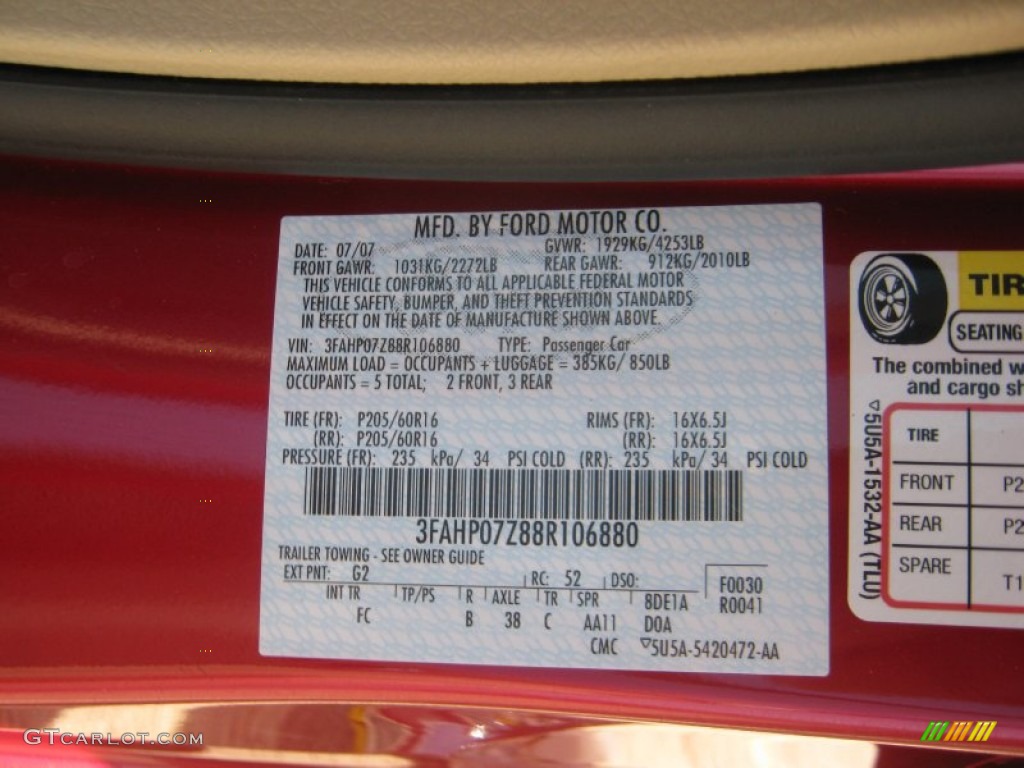 MFD. BY FORD MOTOR CO.
DATE: 07/07 GVWR: 1929KG/4253LB
FRONT GAWR: 1031KG/2272LB REAR GAWR: 912KG/2010LB
THIS VEHICLE CONFORMS TO ALL APPLICABLE FEDERAL MOTOR
VEHICLE SAFETY, BUMPER, AND THEFT PREVENTION STANDARDS
IN EFFECT ON THE DATE OF MANUFACTURE SHOWN ABOVE.
VIN: 3FAHP07Z88R106880 TYPE: Passenger Car
MAXIMUM LOAD = OCCUPANTS + LUGGAGE = 385KG/ 850LB
OCCUPANTS = 5 TOTAL; 2 FRONT, 3 REAR
TIRE (FR): P205/60R16 RIMS (FR): 16X6.5J
(RR): P205/60R16 (RR): 16X6.5J
PRESSURE (FR): 235 kPa/ 34 PSI COLD (RR): 235 kPa/ 34 PSI COLD
3FAHP07Z88R106880
TRAILER TOWING - SEE OWNER GUIDE
EXT PNT: G2 RC: 52 DSO: F0030
INT TR TP/PS R AXLE TR SPR 8DE1A R0041
FC B 38 C AA11 D0A
CMC ▽5U5A-5420472-AA
TIR
SEATING
The combined w
and cargo sh
▽5U5A-1532-AA (TLU)
TIRE
FRONT P2
REAR P2
SPARE T1
GTCARLOT.COM